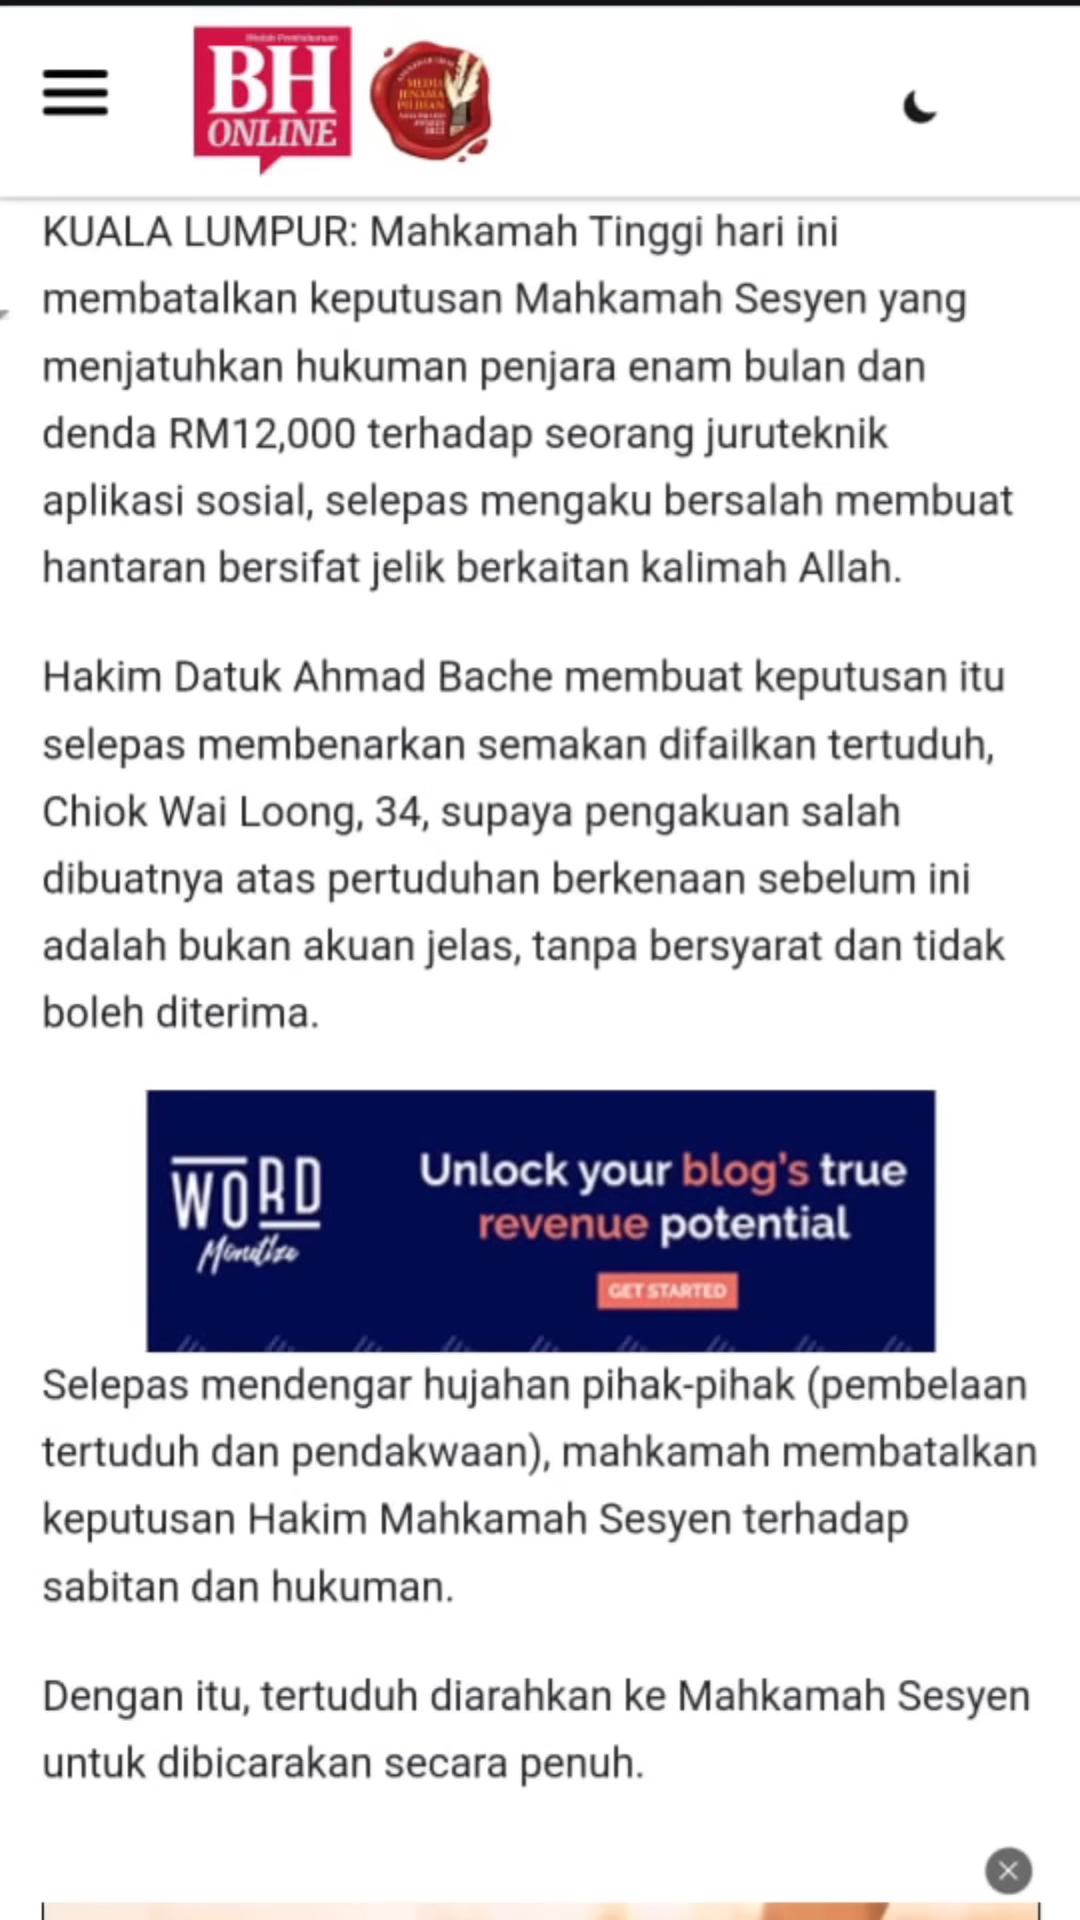 BH
ONLINE
KUALA LUMPUR: Mahkamah Tinggi hari ini
membatalkan keputusan Mahkamah Sesyen yang
menjatuhkan hukuman penjara enam bulan dan
denda RM12,000 terhadap seorang juruteknik
aplikasi sosial, selepas mengaku bersalah membuat
hantaran bersifat jelik berkaitan kalimah Allah.
Hakim Datuk Ahmad Bache membuat keputusan itu
selepas membenarkan semakan difailkan tertuduh,
Chiok Wai Loong, 34, supaya pengakuan salah
dibuatnya atas pertuduhan berkenaan sebelum ini
adalah bukan akuan jelas, tanpa bersyarat dan tidak
boleh diterima.
WORD
Monetize
Unlock your blog's true
revenue potential
GET STARTED
Selepas mendengar hujahan pihak-pihak (pembelaan
tertuduh dan pendakwaan), mahkamah membatalkan
keputusan Hakim Mahkamah Sesyen terhadap
sabitan dan hukuman.
Dengan itu, tertuduh diarahkan ke Mahkamah Sesyen
untuk dibicarakan secara penuh.